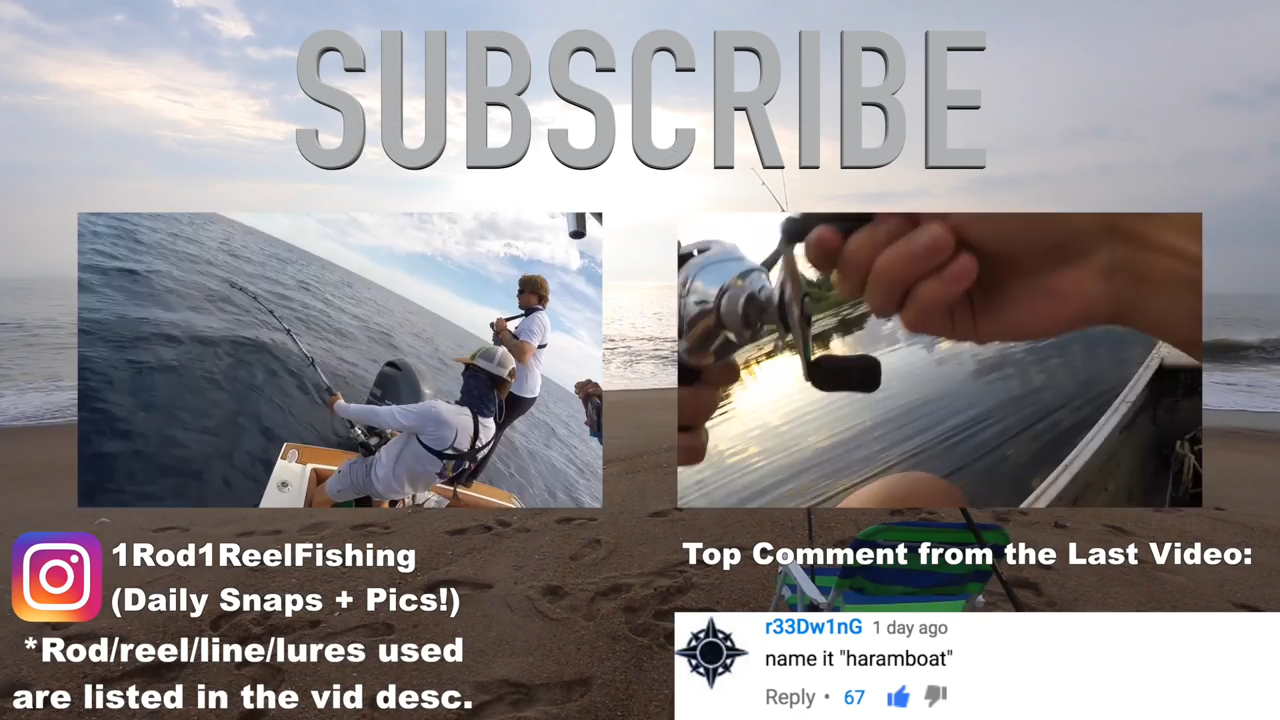 SUBSCRIBE
1Rod1ReelFishing
(Daily Snaps + Pics!)
*Rod/reel/line/lures used
are listed in the vid desc.
Top Comment from the Last Video:
r33Dw1nG 1 day ago
name it "haramboat"
Reply • 67